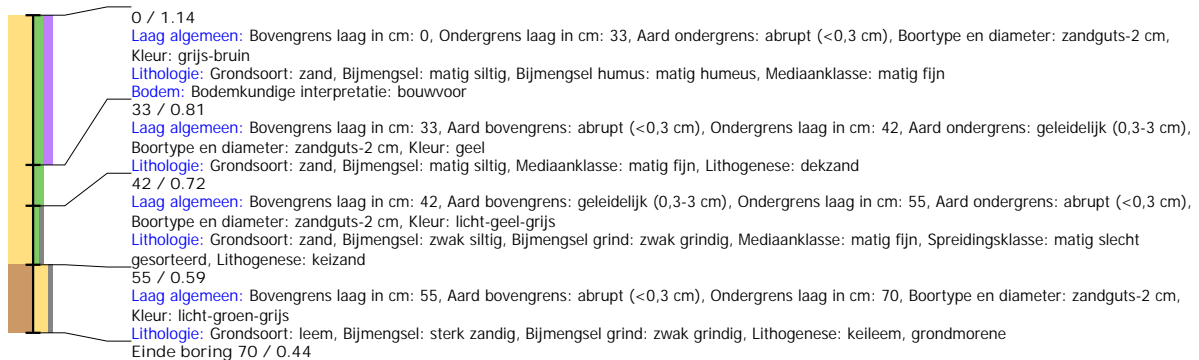 0 / 1.14
Laag algemeen: Bovengrens laag in cm: 0, Ondergrens laag in cm: 33, Aard ondergrens: abrupt (<0,3 cm), Boortype en diameter: zandguts-2 cm,
Kleur: grijs-bruin
Lithologie: Grondsoort: zand, Bijmengsel: matig siltig, Bijmengsel humus: matig humeus, Mediaanklasse: matig fijn
Bodem: Bodemkundige interpretatie: bouwvoor
33 / 0.81
Laag algemeen: Bovengrens laag in cm: 33, Aard bovengrens: abrupt (<0,3 cm), Ondergrens laag in cm: 42, Aard ondergrens: geleidelijk (0,3-3 cm),
Boortype en diameter: zandguts-2 cm, Kleur: geel
Lithologie: Grondsoort: zand, Bijmengsel: matig siltig, Mediaanklasse: matig fijn, Lithogenese: dekzand
42 / 0.72
Laag algemeen: Bovengrens laag in cm: 42, Aard bovengrens: geleidelijk (0,3-3 cm), Ondergrens laag in cm: 55, Aard ondergrens: abrupt (<0,3 cm),
Boortype en diameter: zandguts-2 cm, Kleur: licht-geel-grijs
Lithologie: Grondsoort: zand, Bijmengsel: zwak siltig, Bijmengsel grind: zwak grindig, Mediaanklasse: matig fijn, Spreidingsklasse: matig slecht
gesorteerd, Lithogenese: keizand
55 / 0.59
Laag algemeen: Bovengrens laag in cm: 55, Aard bovengrens: abrupt (<0,3 cm), Ondergrens laag in cm: 70, Boortype en diameter: zandguts-2 cm,
Kleur: licht-groen-grijs
Lithologie: Grondsoort: leem, Bijmengsel: sterk zandig, Bijmengsel grind: zwak grindig, Lithogenese: keileem, grondmorene
Einde boring 70 / 0.44